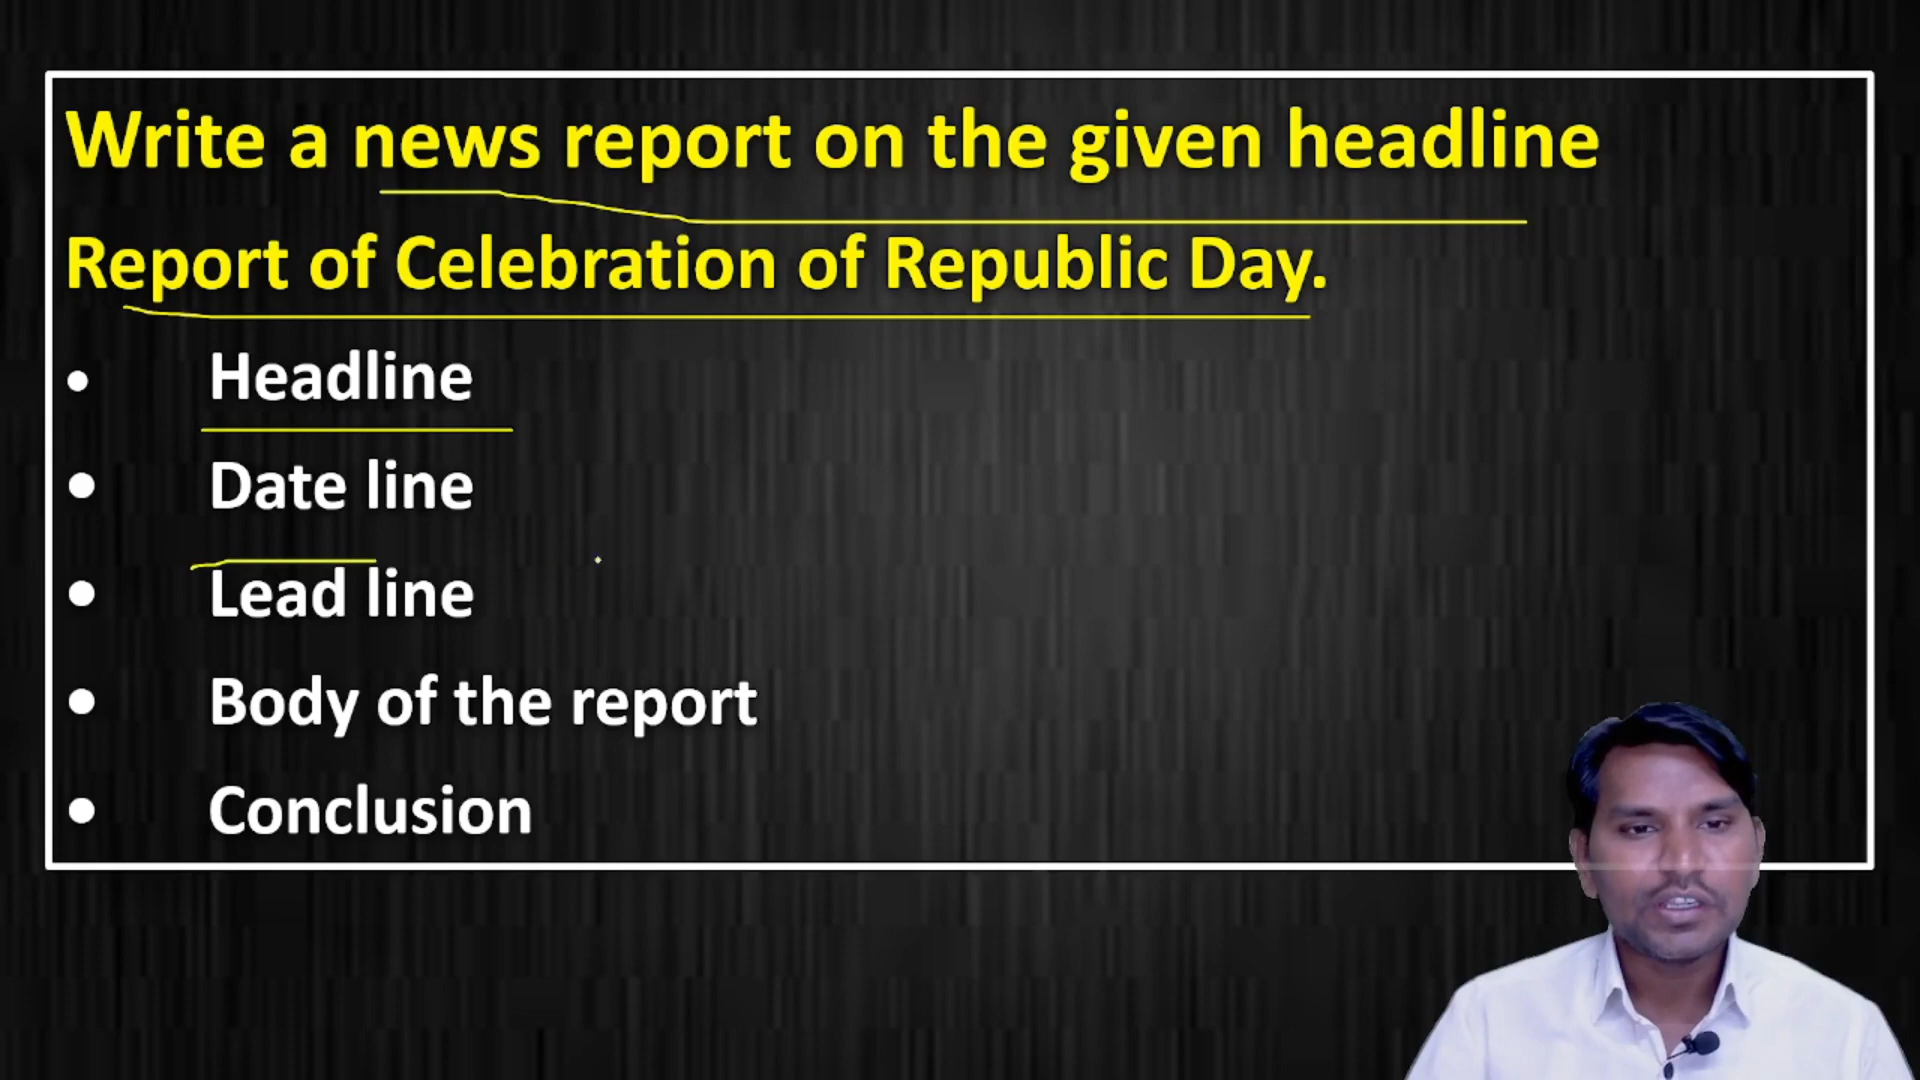 Write a news report on the given headline
Report of Celebration of Republic Day.
• Headline
• Date line
• Lead line
• Body of the report
• Conclusion